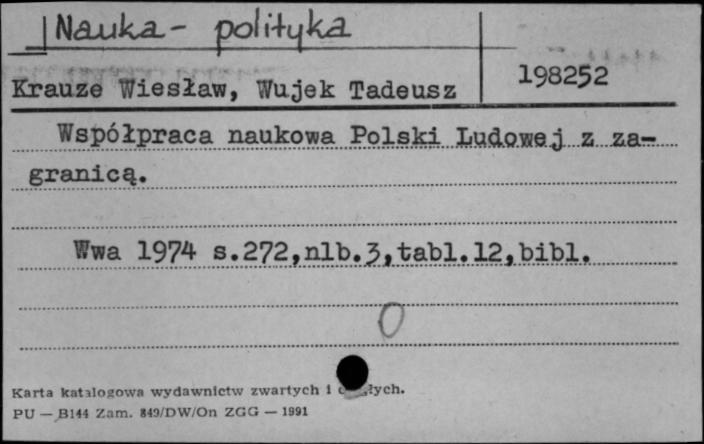 Nauka - polityka
Krauze Wiesław, Wujek Tadeusz 198252
Współpraca naukowa Polski Ludowej z za-
granicą.
Wwa 1974 s.272,nlb.3,tabl.12,bibl.
0
Karta katalogowa wydawnictw zwartych i
PU — B144 Zam. 849/DW/On ZGG — 1991